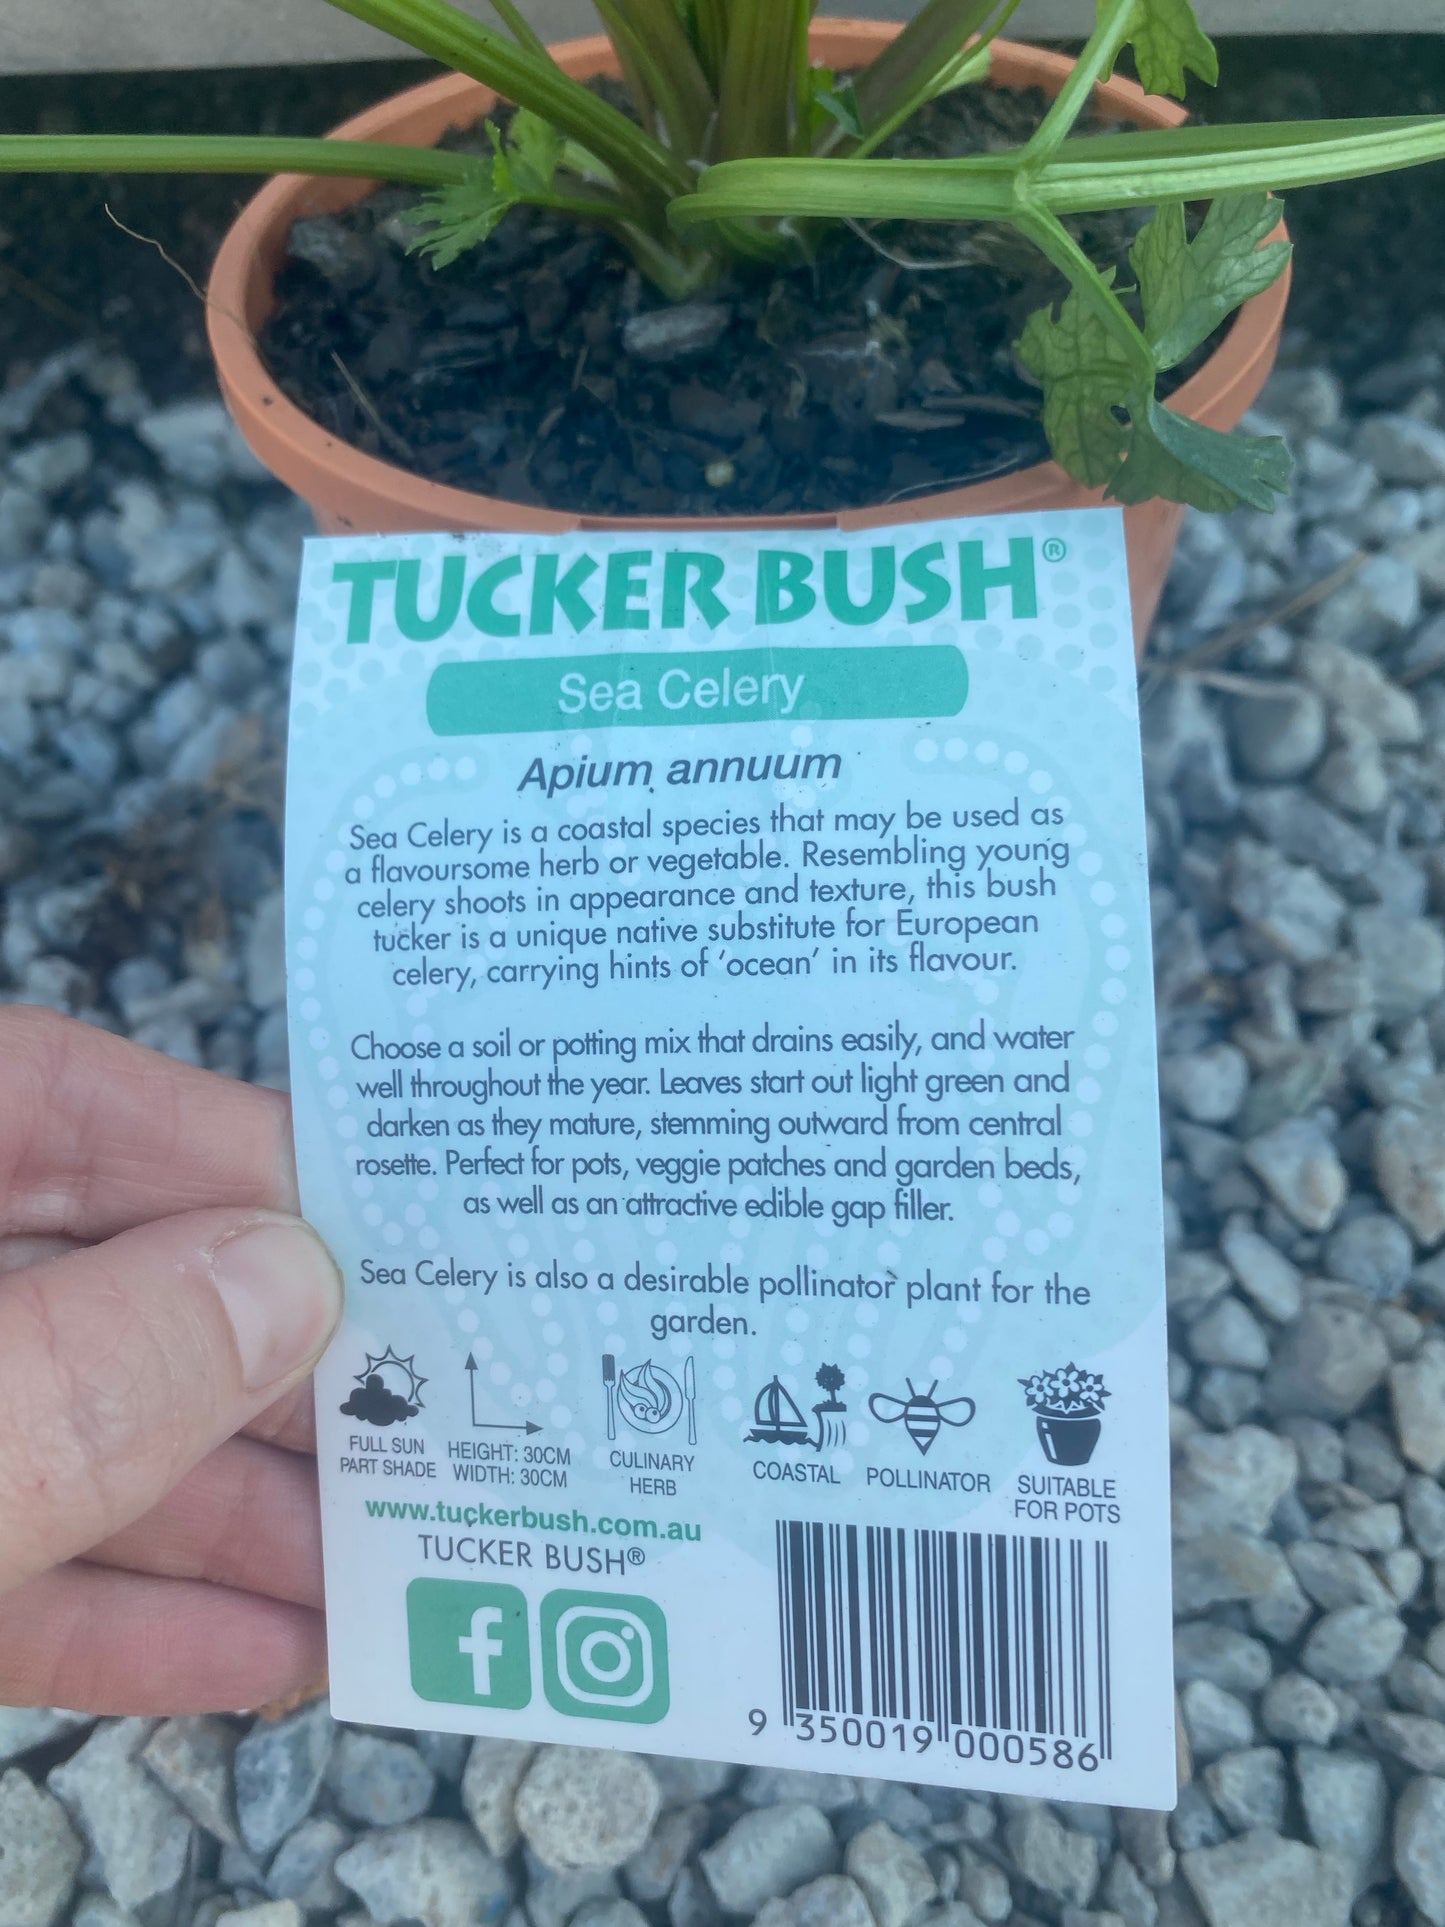 TUCKER BUSH®
Sea Celery
Apium annuum
Sea Celery is a coastal species that may be used as
a flavoursome herb or vegetable. Resembling young
celery shoots in appearance and texture, this bush
tucker is a unique native substitute for European
celery, carrying hints of ‘ocean’ in its flavour.
Choose a soil or potting mix that drains easily, and water
well throughout the year. Leaves start out light green and
darken as they mature, stemming outward from central
rosette. Perfect for pots, veggie patches and garden beds,
as well as an attractive edible gap filler.
Sea Celery is also a desirable pollinator plant for the
garden.
FULL SUN
PART SHADE
HEIGHT: 30CM
WIDTH: 30CM
CULINARY
HERB
COASTAL
POLLINATOR
SUITABLE
FOR POTS
www.tuckerbush.com.au
TUCKER BUSH®
9 350019 000586